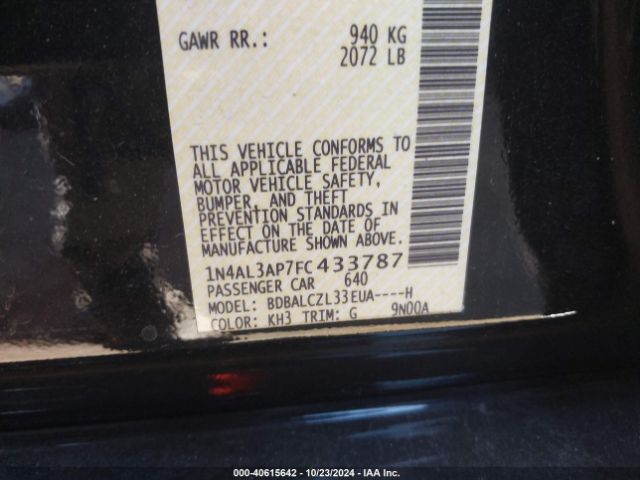 GAWR RR.: 940 KG
2072 LB
THIS VEHICLE CONFORMS TO
ALL APPLICABLE FEDERAL
MOTOR VEHICLE SAFETY,
BUMPER, AND THEFT
PREVENTION STANDARDS IN
EFFECT ON THE DATE OF
MANUFACTURE SHOWN ABOVE.
1N4AL3AP7FC433787
PASSENGER CAR 640
MODEL: BDBALCZL33EUA----H
COLOR: KH3 TRIM: G 9N00A
000-40615642 - 10/23/2024 - IAA Inc.